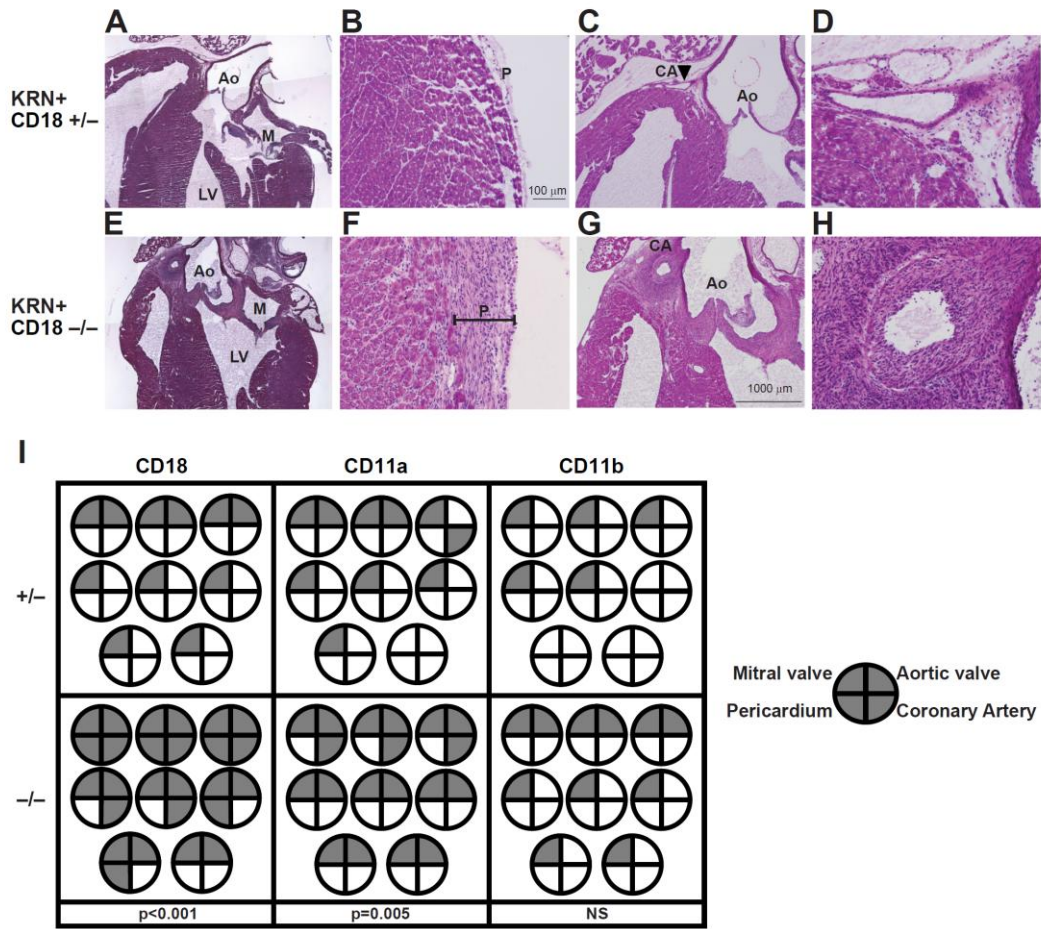 A B C D
KRN+
CD18 +/–
Ao
M
LV
P
100 μm
CA
Ao
E F G H
KRN+
CD18 –/–
Ao
M
LV
P
CA
Ao
1000 μm
I
CD18 CD11a CD11b
+/–
–/–
p<0.001 p=0.005 NS
Mitral valve Aortic valve
Pericardium Coronary Artery